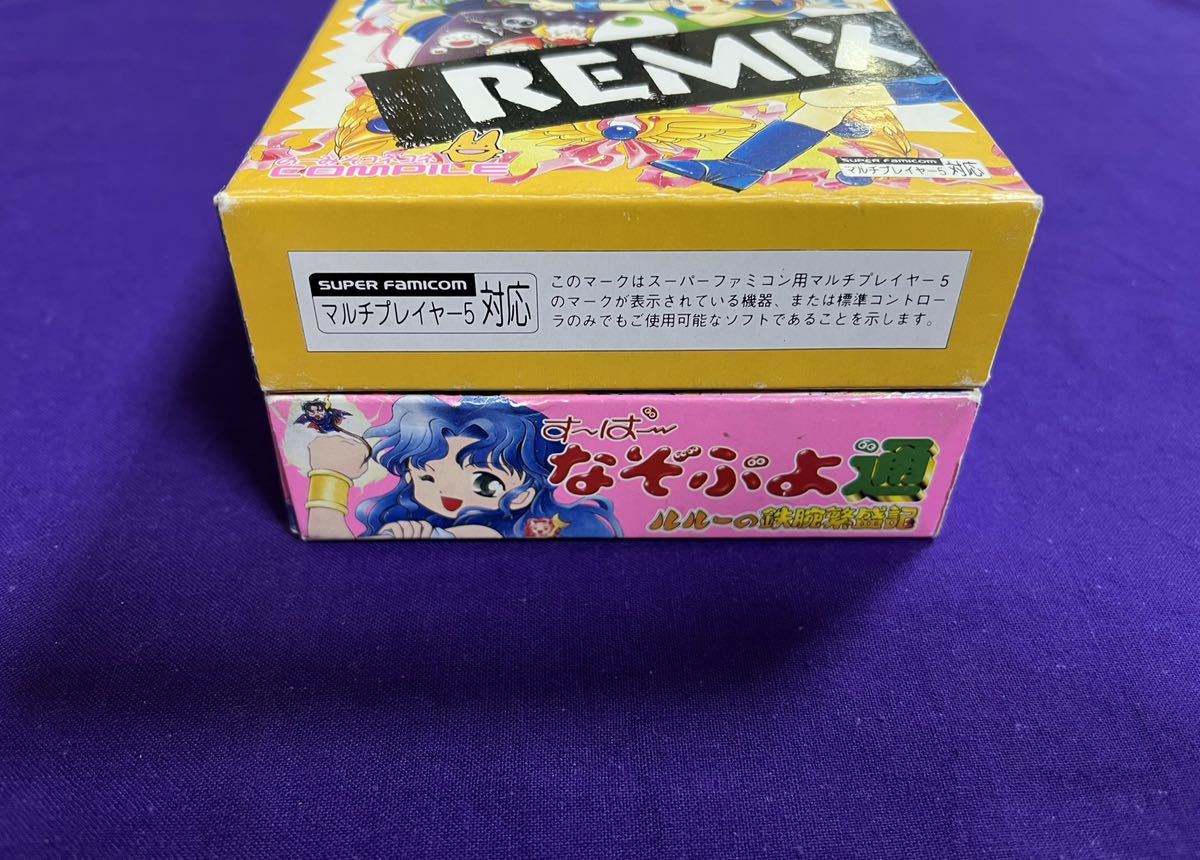 REMIX
COMPILE
SUPER FAMICOM
マルチプレイヤー5 対応
SUPER FAMICOM
マルチプレイヤー5 対応
このマークはスーパーファミコン用マルチプレイヤー5
のマークが表示されている機器、または標準コントロー
ラのみでもご使用可能なソフトであることを示します。
す〜ぱ〜
なぞぷよ通
ルルーの鉄腕繁盛記